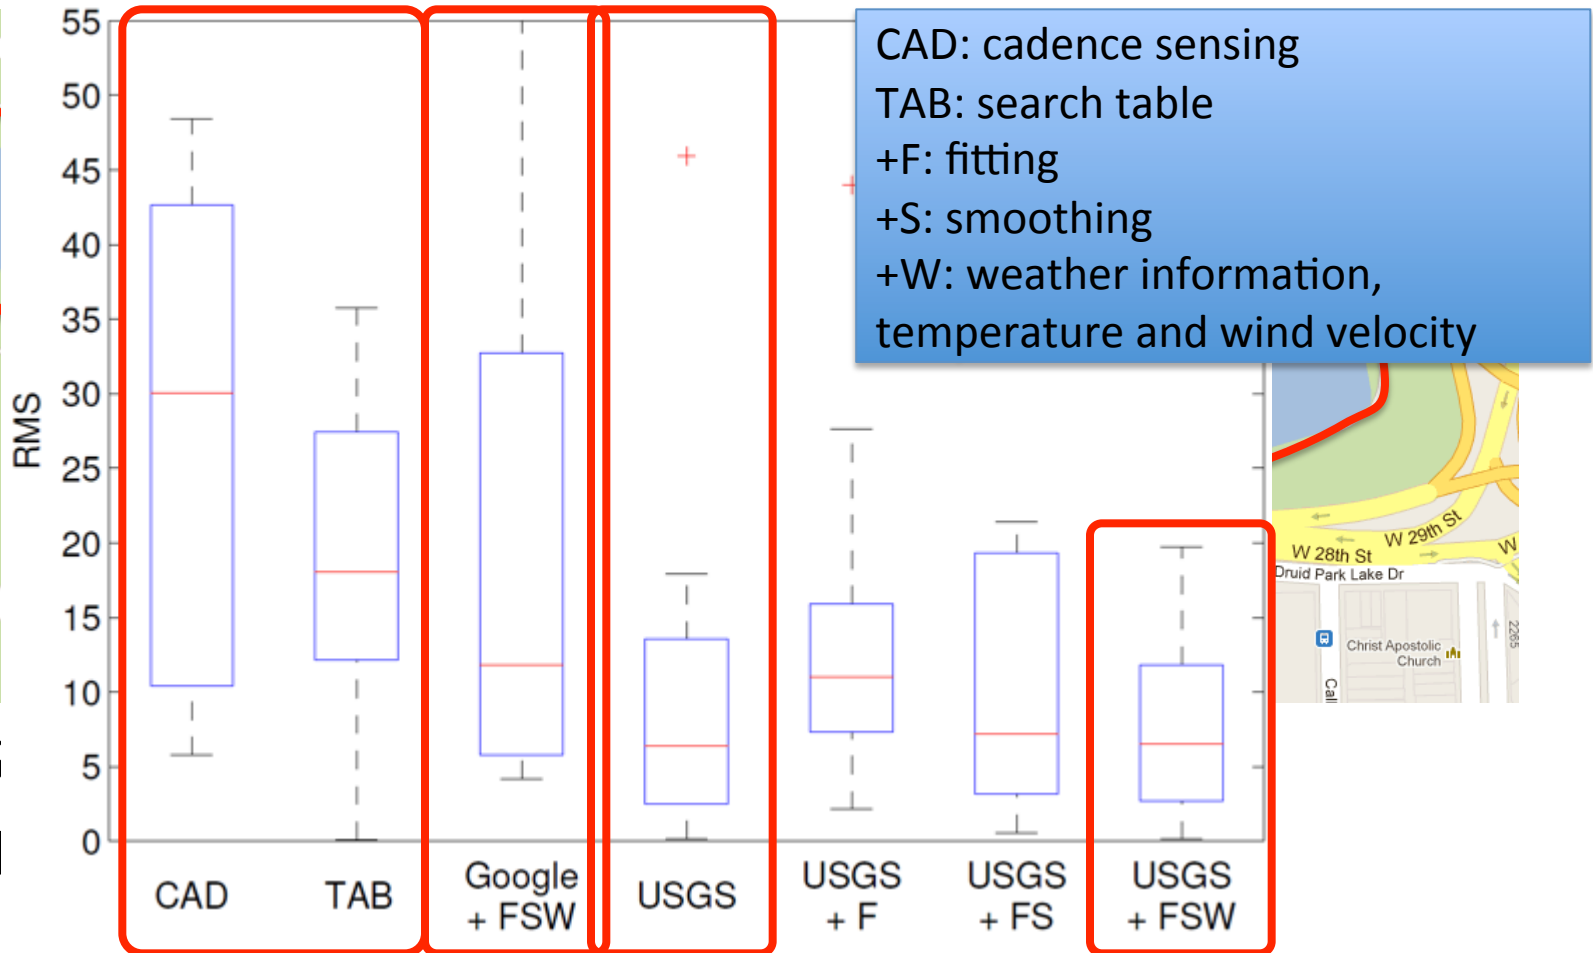 CAD: cadence sensing
TAB: search table
+F: fitting
+S: smoothing
+W: weather information,
temperature and wind velocity
RMS
55
50
45
40
35
30
25
20
15
10
5
0
CAD
TAB
Google
+ FSW
USGS
USGS
+ F
USGS
+ FS
USGS
+ FSW
W 29th St
W 28th St
W
Druid Park Lake Dr
Christ Apostolic
Church
Call
2265